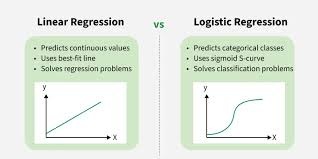 Linear Regression
vs
Logistic Regression
• Predicts continuous values
• Uses best-fit line
• Solves regression problems
• Predicts categorical classes
• Uses sigmoid S-curve
• Solves classification problems
y
X
y
X